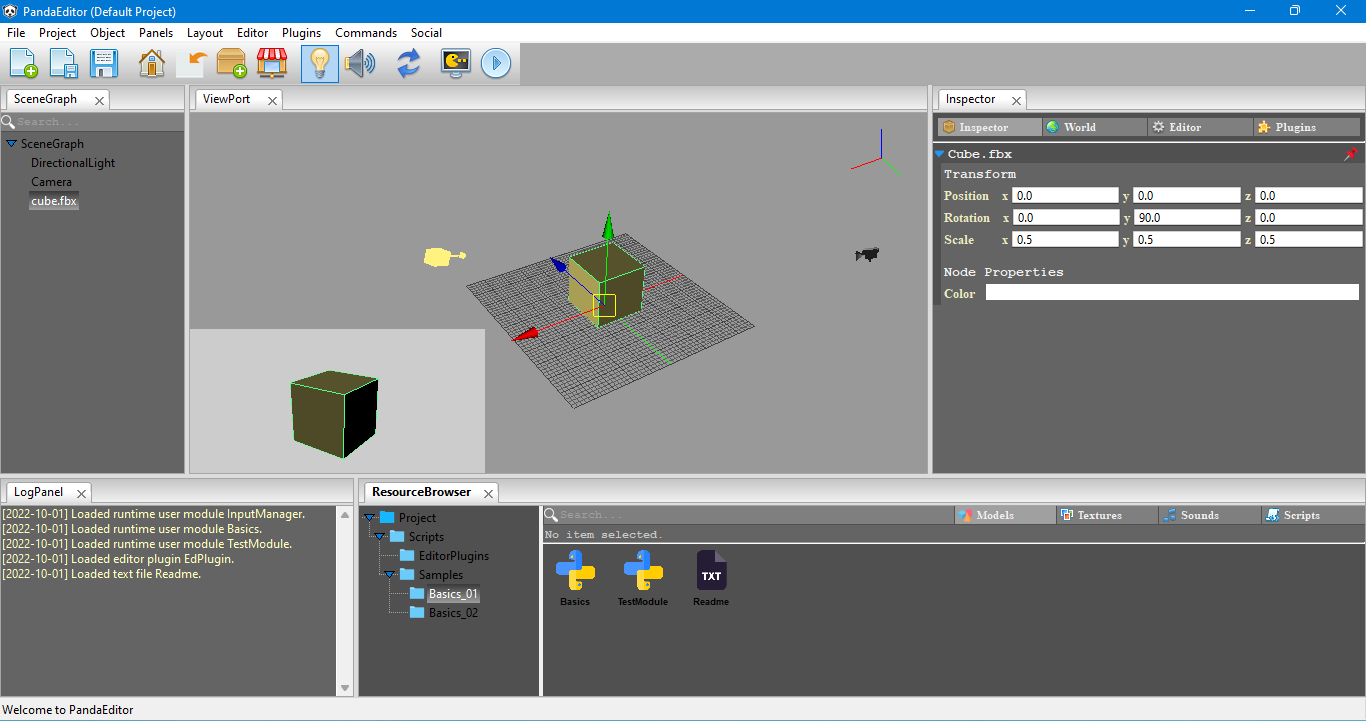 PandaEditor (Default Project)
File Project Object Panels Layout Editor Plugins Commands Social
SceneGraph
Search...
SceneGraph
DirectionalLight
Camera
cube.fbx
ViewPort
Inspector
Inspector World Editor Plugins
Cube.fbx
Transform
Position x 0.0 y 0.0 z 0.0
Rotation x 0.0 y 90.0 z 0.0
Scale x 0.5 y 0.5 z 0.5
Node Properties
Color
LogPanel
[2022-10-01] Loaded runtime user module InputManager.
[2022-10-01] Loaded runtime user module Basics.
[2022-10-01] Loaded runtime user module TestModule.
[2022-10-01] Loaded editor plugin EdPlugin.
[2022-10-01] Loaded text file Readme.
ResourceBrowser
Project
Scripts
EditorPlugins
Samples
Basics_01
Basics_02
Search...
Models Textures Sounds Scripts
No item selected.
TXT
Basics TestModule Readme
Welcome to PandaEditor